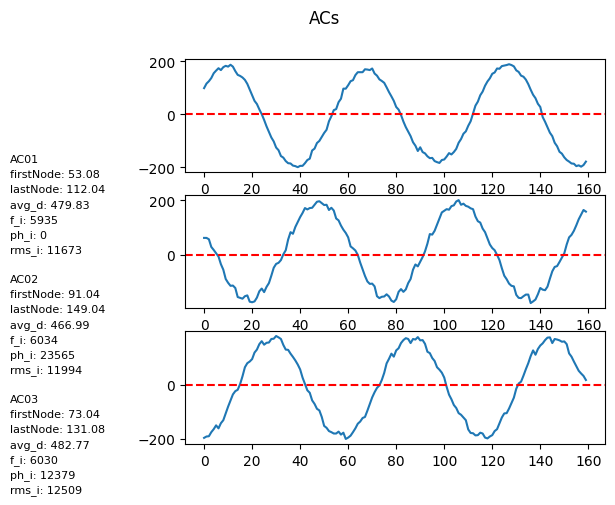 ACs
AC01
firstNode: 53.08
lastNode: 112.04
avg_d: 479.83
f_i: 5935
ph_i: 0
rms_i: 11673
AC02
firstNode: 91.04
lastNode: 149.04
avg_d: 466.99
f_i: 6034
ph_i: 23565
rms_i: 11994
AC03
firstNode: 73.04
lastNode: 131.08
avg_d: 482.77
f_i: 6030
ph_i: 12379
rms_i: 12509
200
0
−200
0 20 40 60 80 100 120 140 160
200
0
0 20 40 60 80 100 120 140 160
0
−200
0 20 40 60 80 100 120 140 160